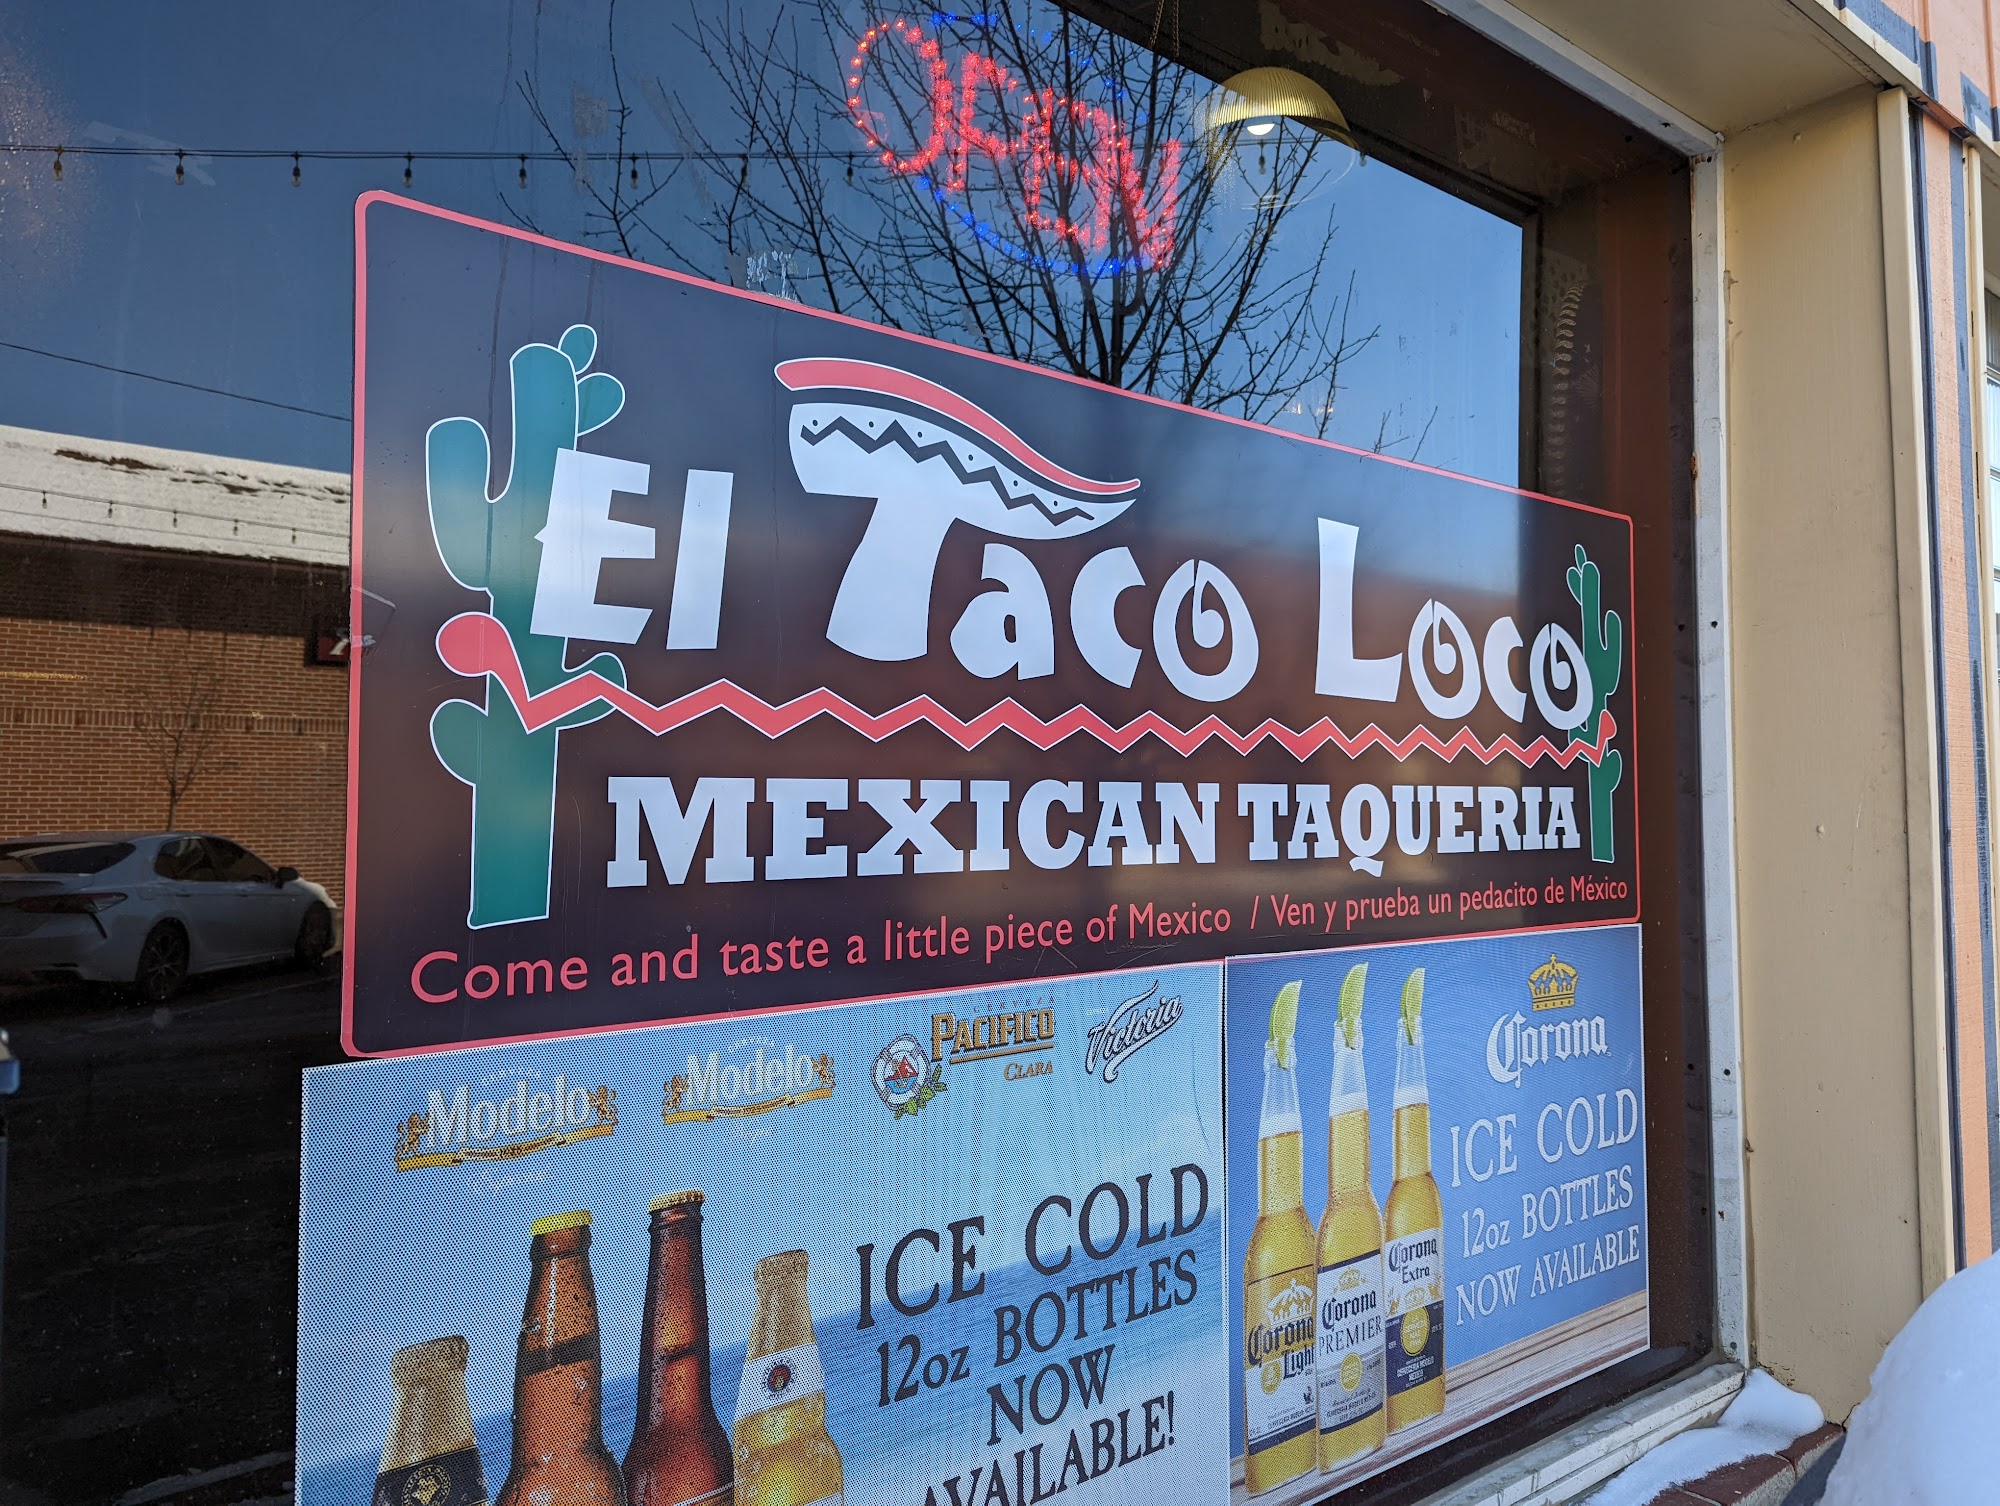 OPEN
El Taco Loco
MEXICAN TAQUERIA
Come and taste a little piece of Mexico / Ven y prueba un pedacito de México
Modelo
Modelo
PACIFICO
CLARA
Victoria
ICE COLD
12oz BOTTLES
NOW
AVAILABLE!
Corona
ICE COLD
12oz BOTTLES
NOW AVAILABLE
Corona
Light
Corona
PREMIER
Corona
Extra